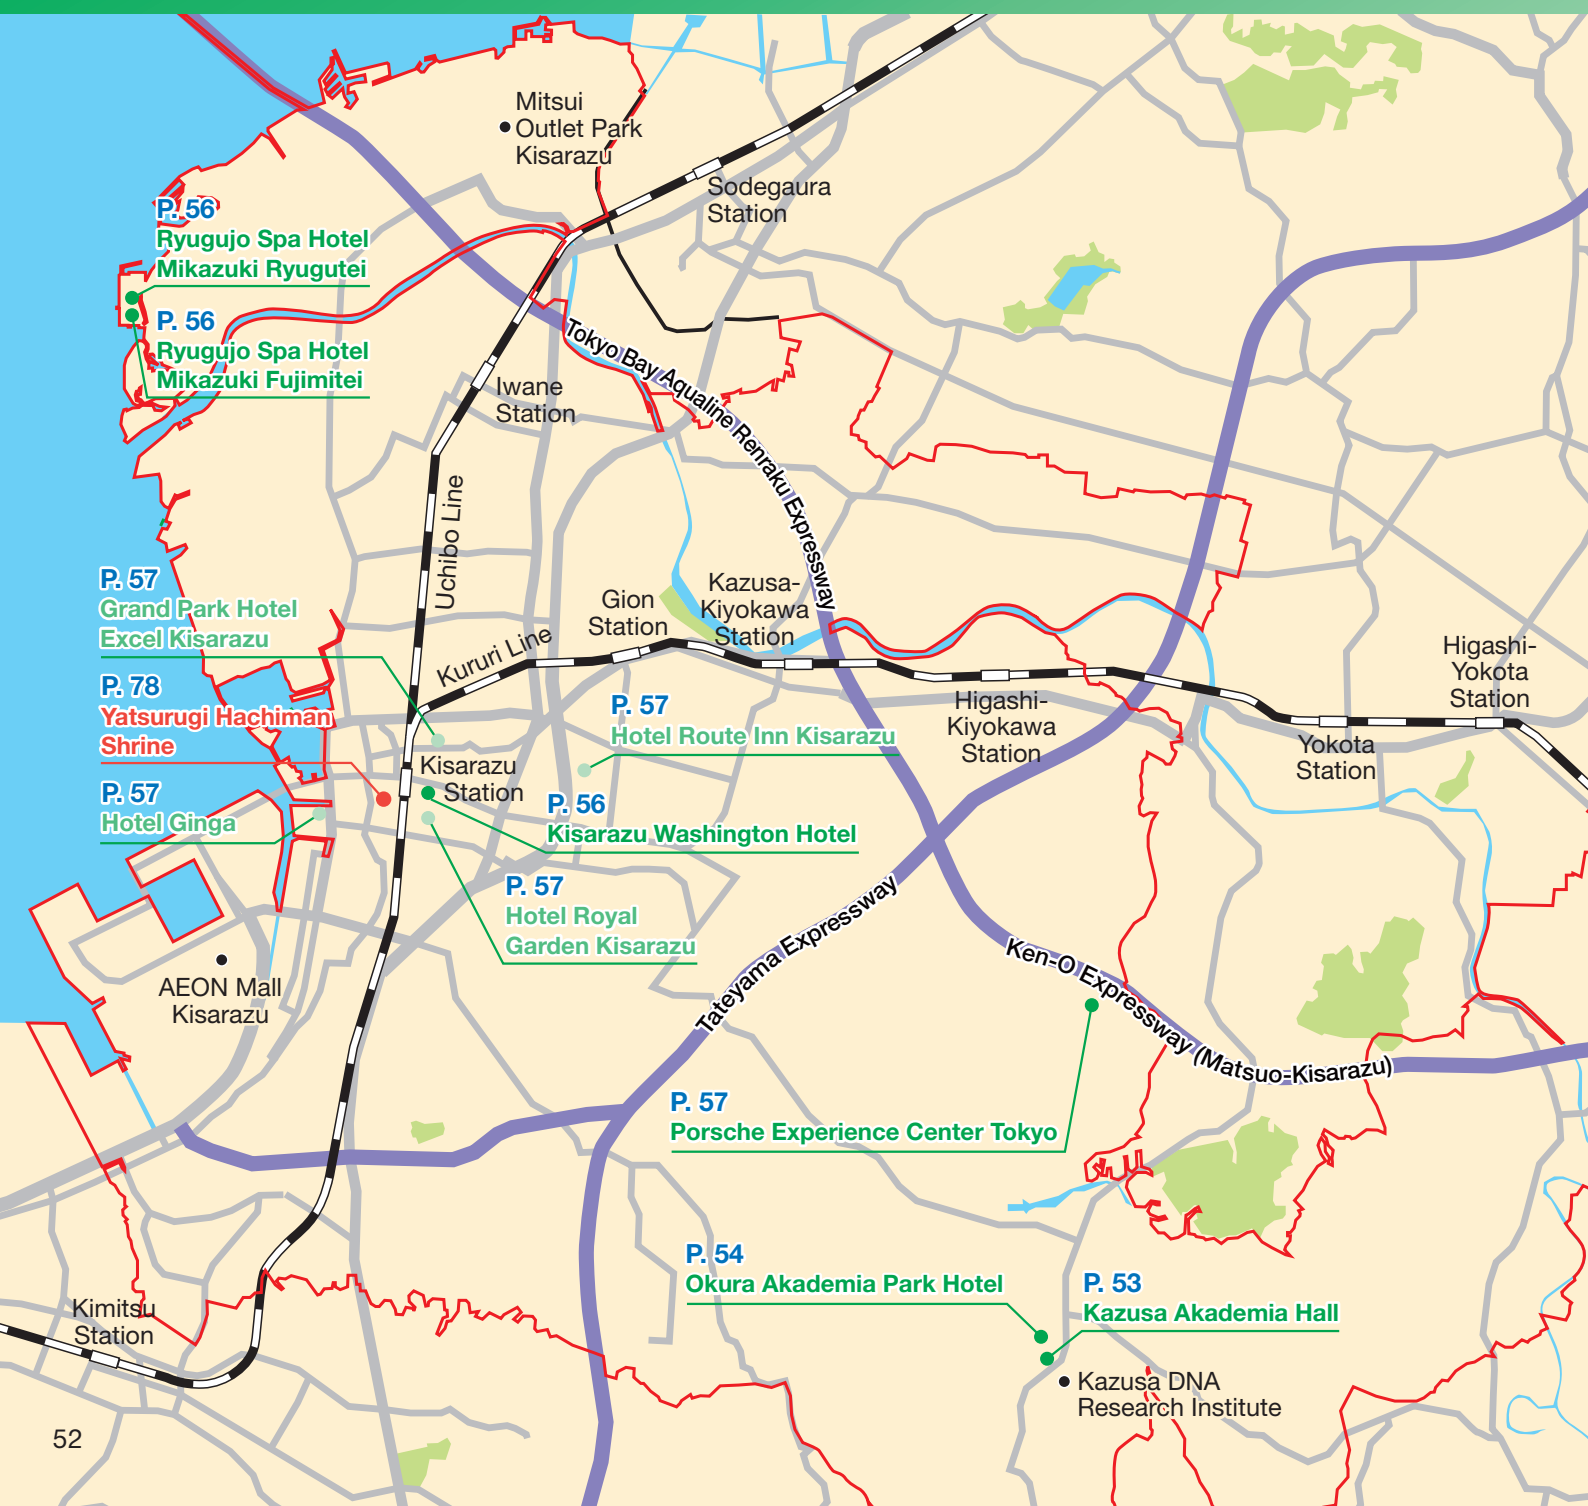 Mitsui
Outlet Park
Kisarazu
Sodegaura
Station
P. 56
Ryugujo Spa Hotel
Mikazuki Ryugutei
P. 56
Ryugujo Spa Hotel
Mikazuki Fujimitei
Tokyo Bay Aqualine Renraku Expressway
Iwane
Station
Uchibo Line
P. 57
Grand Park Hotel
Excel Kisarazu
Gion
Station
Kazusa-
Kiyokawa
Station
Kururi Line
Higashi-
Yokota
Station
P. 78
Yatsurugi Hachiman
Shrine
P. 57
Hotel Route Inn Kisarazu
Higashi-
Kiyokawa
Station
Yokota
Station
Kisarazu
Station
P. 57
Hotel Ginga
P. 56
Kisarazu Washington Hotel
P. 57
Hotel Royal
Garden Kisarazu
Tateyama Expressway
Ken-O Expressway (Matsuo-Kisarazu)
AEON Mall
Kisarazu
P. 57
Porsche Experience Center Tokyo
P. 54
Okura Akademia Park Hotel
P. 53
Kazusa Akademia Hall
Kimitsu
Station
Kazusa DNA
Research Institute
52